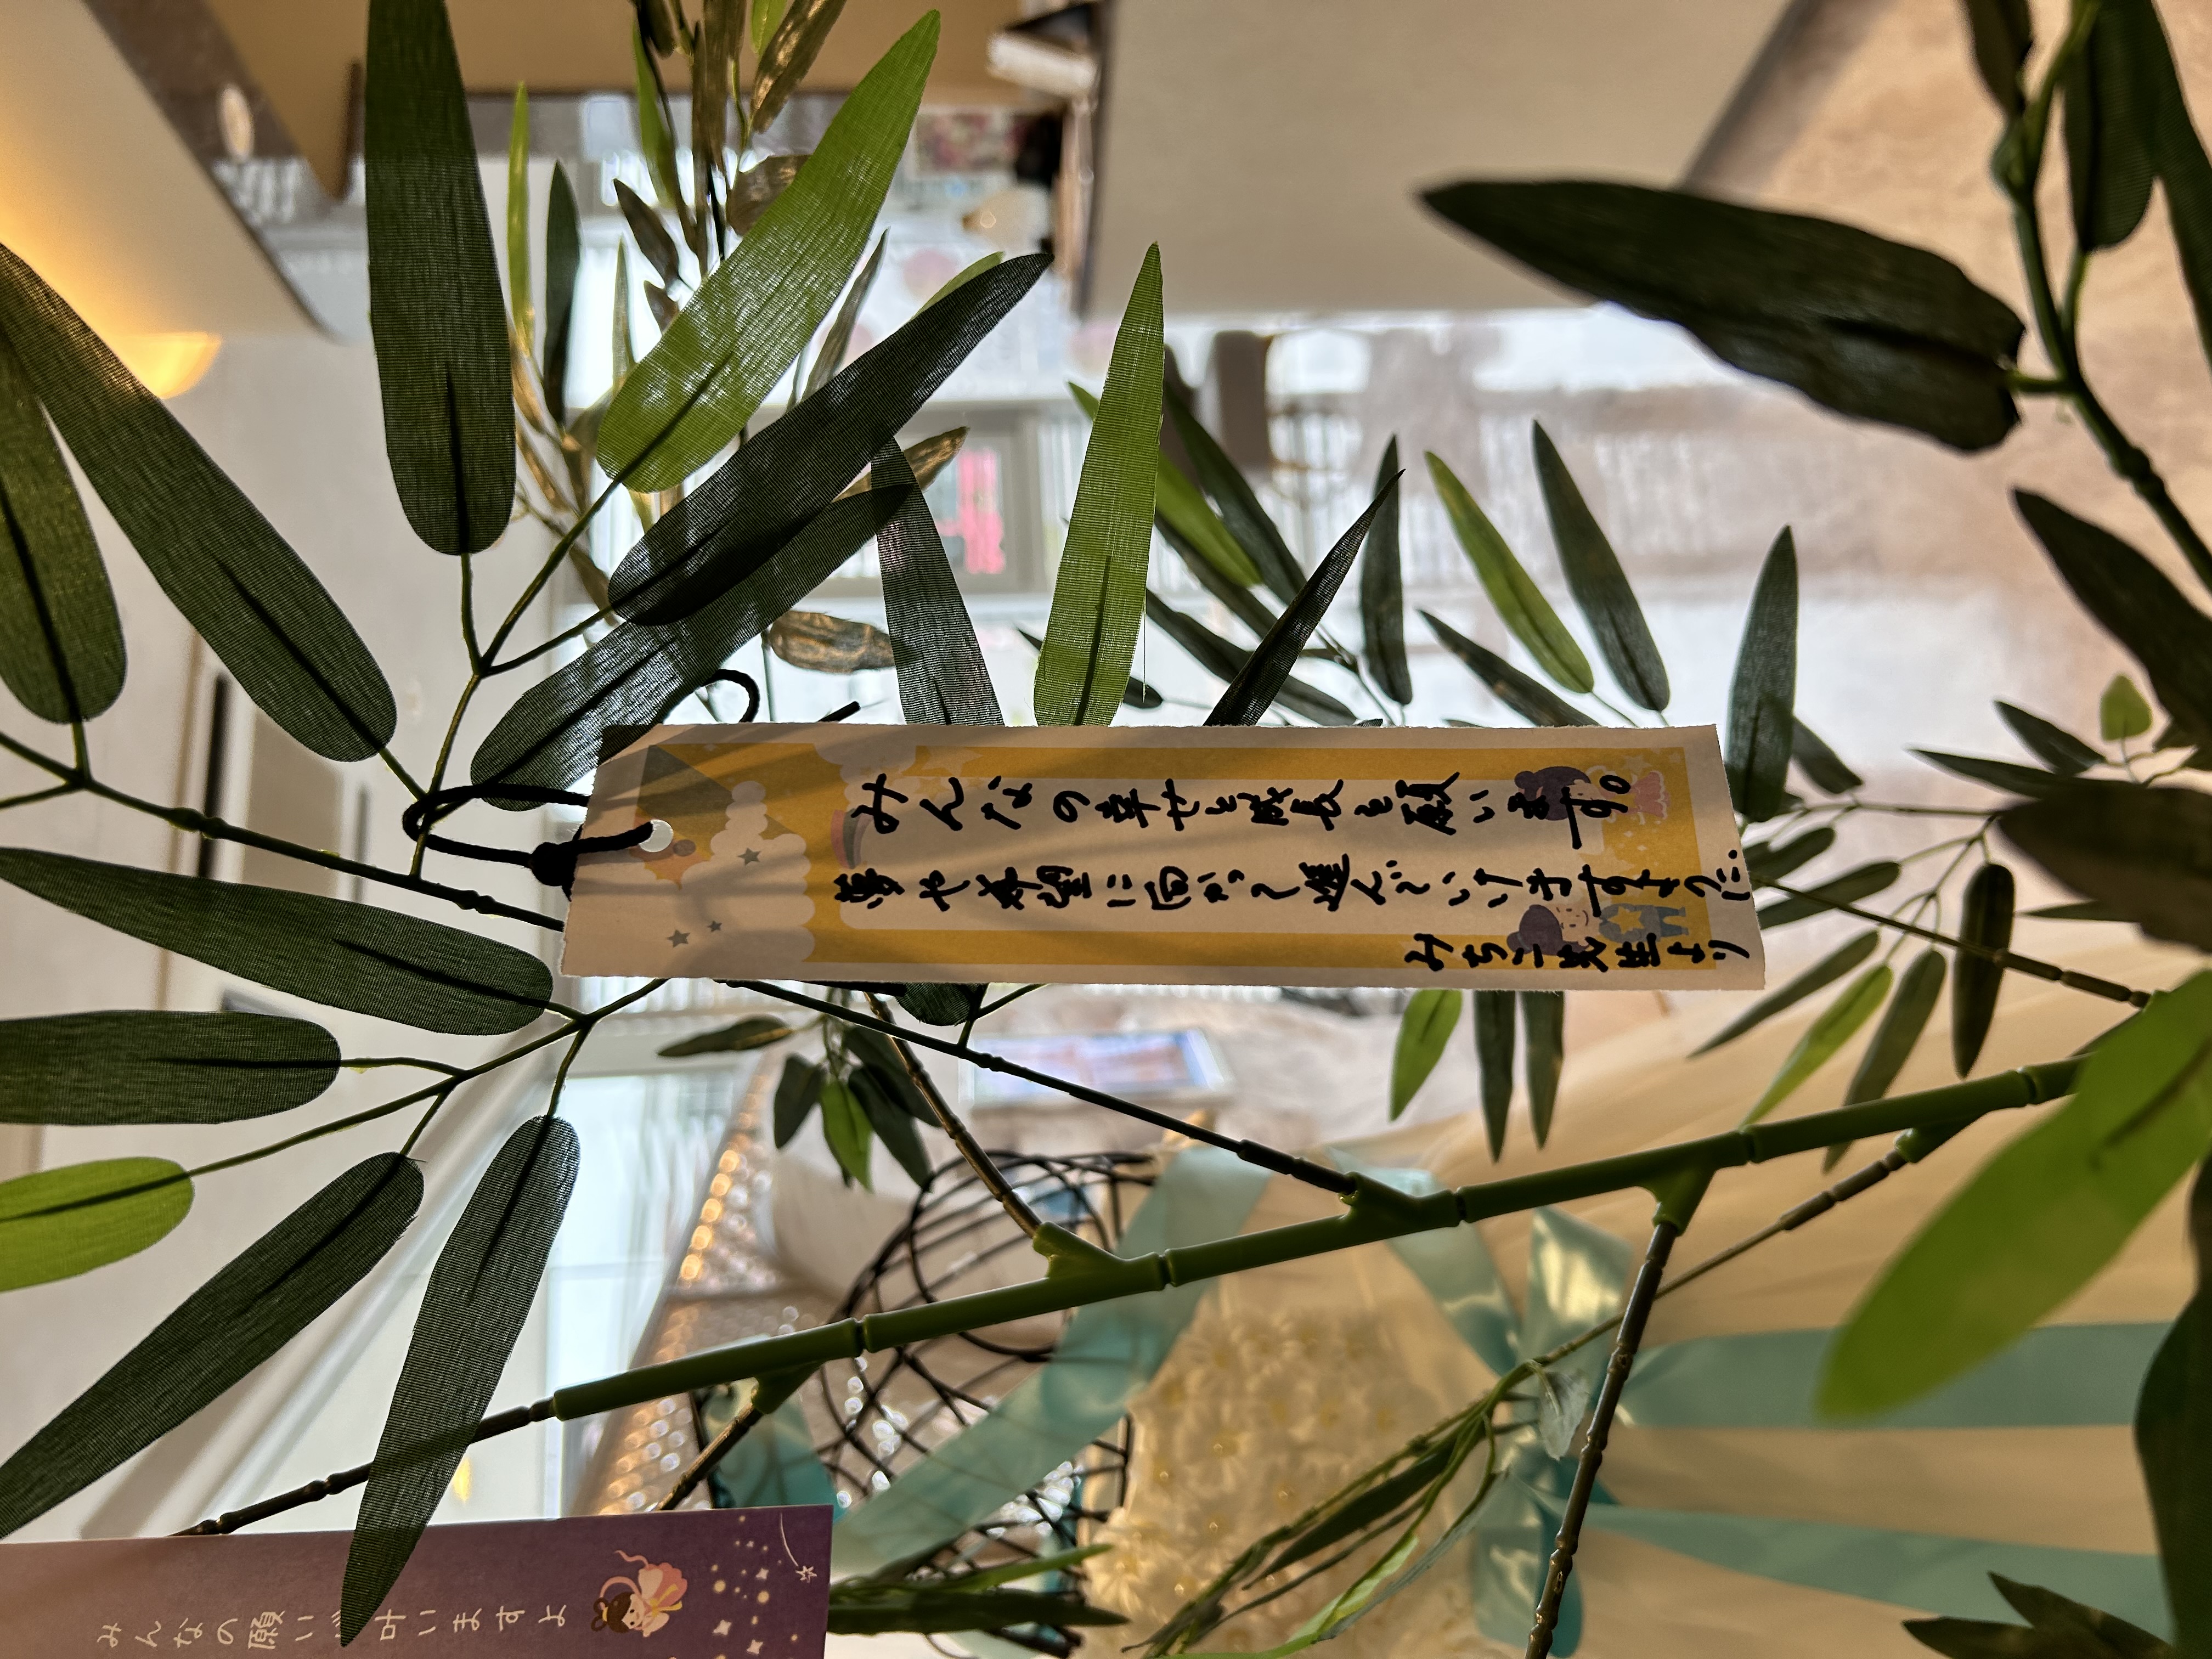 みんなの幸せと成長を願います。
夢や希望に向かって進んでいけますように。
みちこ先生より
みんなの願いが叶いますよ